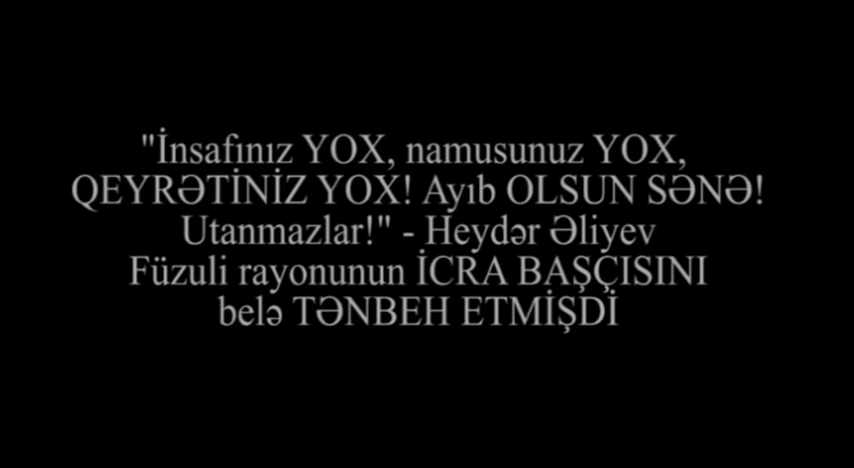 "İnsafınız YOX, namusunuz YOX,
QEYRƏTİNİZ YOX! Ayıb OLSUN SƏNƏ!
Utanmazlar!" - Heydər Əliyev
Füzuli rayonunun İCRA BAŞÇISINI
belə TƏNBEH ETMİŞDİ